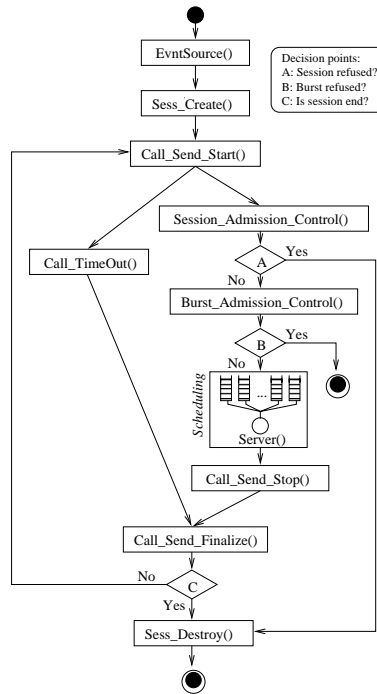 EvntSource()
Decision points:
A: Session refused?
B: Burst refused?
C: Is session end?
Sess_Create()
Call_Send_Start()
Session_Admission_Control()
Call_TimeOut()
A
Yes
No
Burst_Admission_Control()
B
Yes
No
Scheduling
...
Server()
Call_Send_Stop()
Call_Send_Finalize()
No
C
Yes
Sess_Destroy()